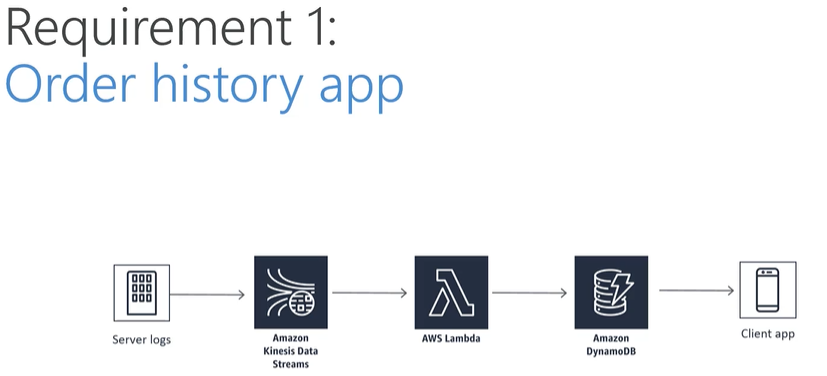 Requirement 1:
Order history app
Server logs
Amazon
Kinesis Data
Streams
AWS Lambda
Amazon
DynamoDB
Client app